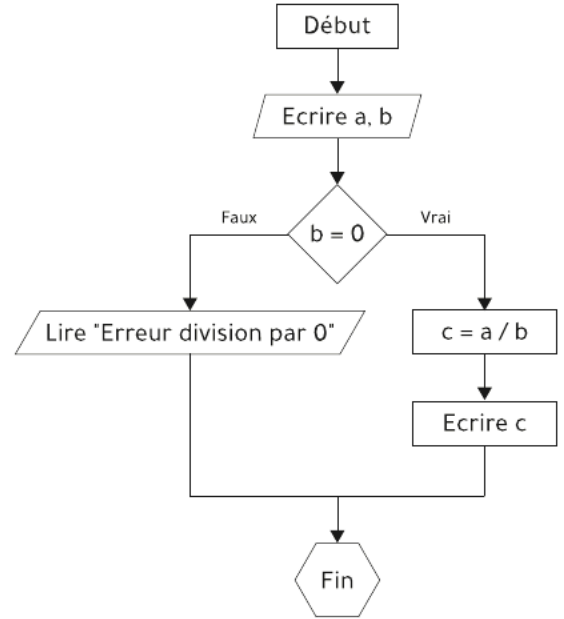 Début
Ecrire a, b
b = 0
Faux
Vrai
Lire "Erreur division par 0"
c = a / b
Ecrire c
Fin